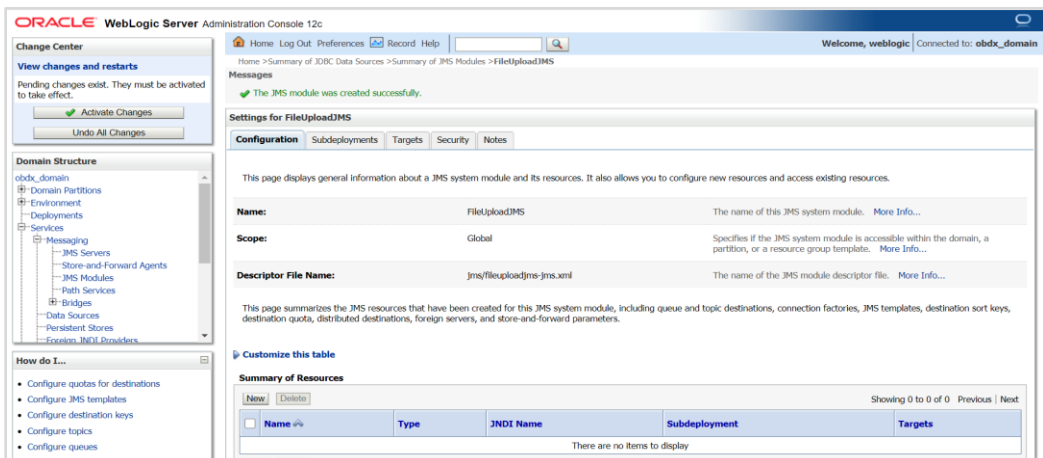 ORACLE WebLogic Server Administration Console 12c
Change Center
View changes and restarts
Pending changes exist. They must be activated
to take effect.
Activate Changes
Undo All Changes
Domain Structure
obdx_domain
Domain Partitions
Environment
Deployments
Services
Messaging
JMS Servers
Store-and-Forward Agents
JMS Modules
Path Services
Bridges
Data Sources
Persistent Stores
Foreign JNDI Providers
How do I...
Configure quotas for destinations
Configure JMS templates
Configure destination keys
Configure topics
Configure queues
Home Log Out Preferences Record Help
Welcome, weblogic Connected to: obdx_domain
Home >Summary of JDBC Data Sources >Summary of JMS Modules >FileUploadJMS
Messages
The JMS module was created successfully.
Settings for FileUploadJMS
Configuration Subdeployments Targets Security Notes
This page displays general information about a JMS system module and its resources. It also allows you to configure new resources and access existing resources.
Name: FileUploadJMS The name of this JMS system module. More Info...
Scope: Global Specifies if the JMS system module is accessible within the domain, a
partition, or a resource group template. More Info...
Descriptor File Name: jms/fileuploadjms-jms.xml The name of the JMS module descriptor file. More Info...
This page summarizes the JMS resources that have been created for this JMS system module, including queue and topic destinations, connection factories, JMS templates, destination sort keys,
destination quota, distributed destinations, foreign servers, and store-and-forward parameters.
Customize this table
Summary of Resources
New Delete Showing 0 to 0 of 0 Previous | Next
Name Type JNDI Name Subdeployment Targets
There are no items to display